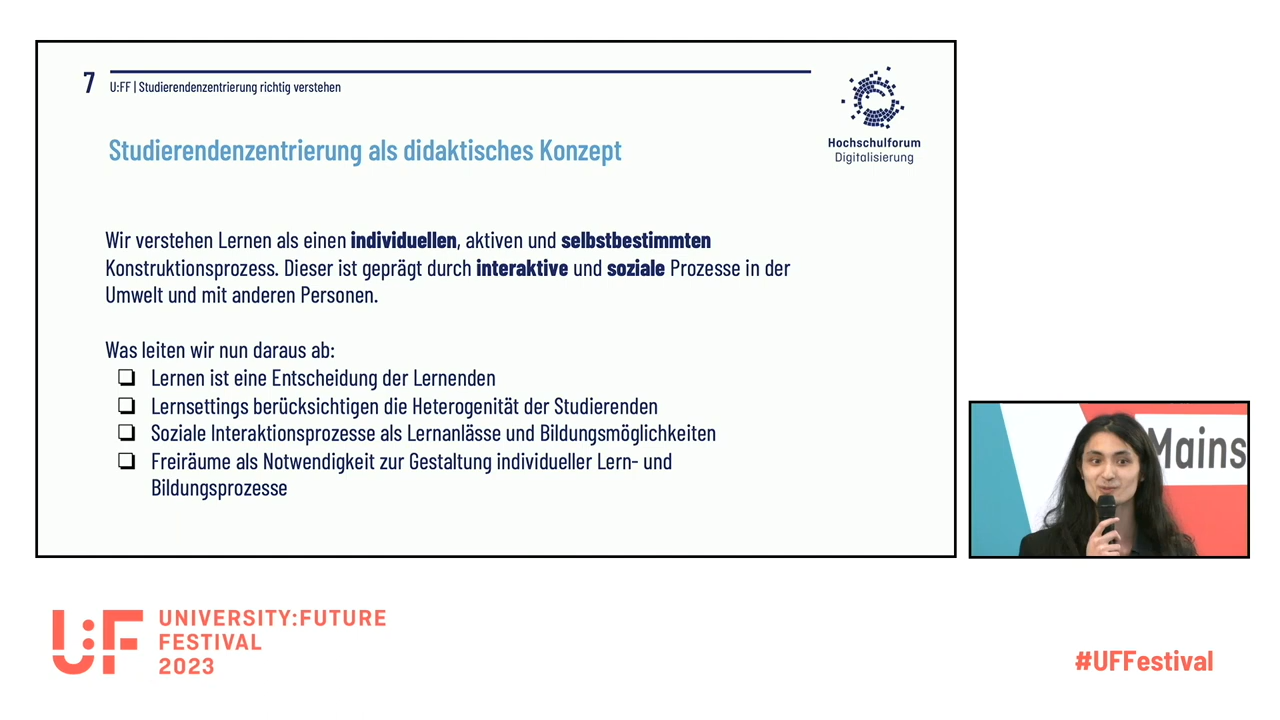 7
U:FF | Studierendenzentrierung richtig verstehen
Hochschulforum
Digitalisierung
Studierendenzentrierung als didaktisches Konzept
Wir verstehen Lernen als einen individuellen, aktiven und selbstbestimmten
Konstruktionsprozess. Dieser ist geprägt durch interaktive und soziale Prozesse in der
Umwelt und mit anderen Personen.
Was leiten wir nun daraus ab:
❏ Lernen ist eine Entscheidung der Lernenden
❏ Lernsettings berücksichtigen die Heterogenität der Studierenden
❏ Soziale Interaktionsprozesse als Lernanlässe und Bildungsmöglichkeiten
❏ Freiräume als Notwendigkeit zur Gestaltung individueller Lern- und
Bildungsprozesse
Mains
U:F
UNIVERSITY:FUTURE
FESTIVAL
2023
#UFFestival